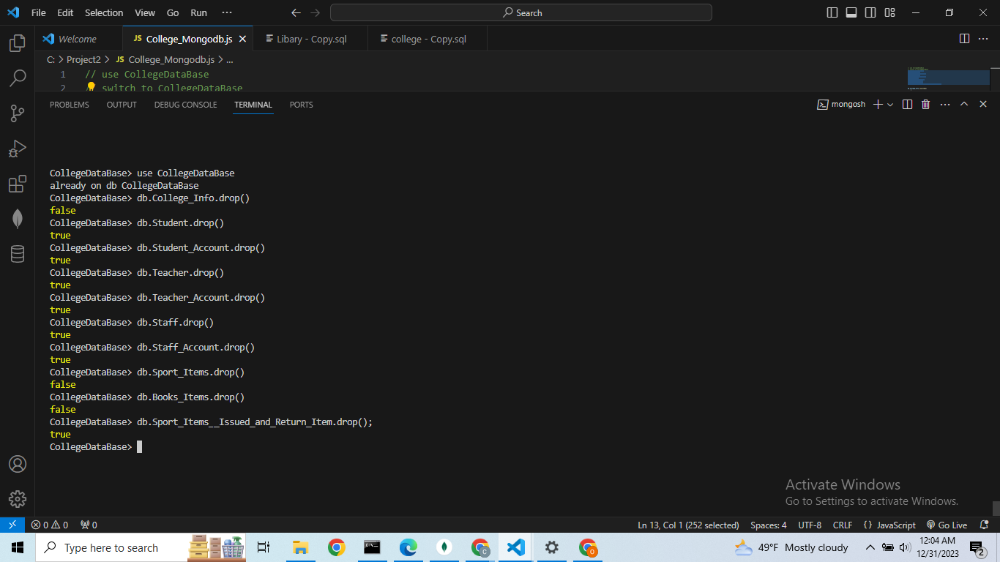 File Edit Selection View Go Run ··· Search
Welcome JS College_Mongodb.js Libary - Copy.sql college - Copy.sql ···
C: > Project2 > JS College_Mongodb.js > ...
1 // use CollegeDataBase
2 // switch to CollegeDataBase
PROBLEMS OUTPUT DEBUG CONSOLE TERMINAL PORTS mongosh ···
CollegeDataBase> use CollegeDataBase
already on db CollegeDataBase
CollegeDataBase> db.College_Info.drop()
false
CollegeDataBase> db.Student.drop()
true
CollegeDataBase> db.Student_Account.drop()
true
CollegeDataBase> db.Teacher.drop()
true
CollegeDataBase> db.Teacher_Account.drop()
true
CollegeDataBase> db.Staff.drop()
true
CollegeDataBase> db.Staff_Account.drop()
true
CollegeDataBase> db.Sport_Items.drop()
false
CollegeDataBase> db.Books_Items.drop()
false
CollegeDataBase> db.Sport_Items__Issued_and_Return_Item.drop();
true
CollegeDataBase>
Activate Windows
Go to Settings to activate Windows.
0 0 0 Ln 13, Col 1 (252 selected) Spaces: 4 UTF-8 CRLF {} JavaScript Go Live
Type here to search 49°F Mostly cloudy 12:04 AM
12/31/2023 2